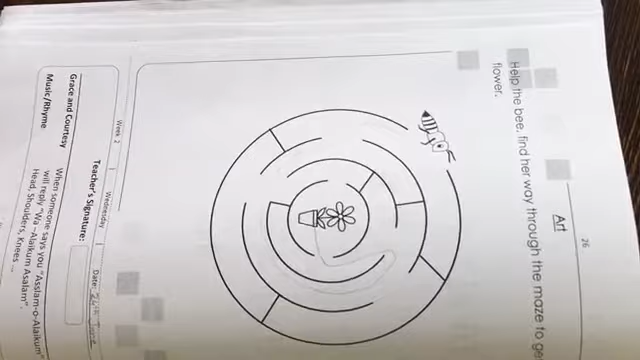 26
Art
Help the bee, find her way through the maze to
flower.
Week 2 | Wednesday | Date: 24th June
Teacher's Signature:
Grace and Courtesy
When someone says you "Asslam-o-Alaikum"
will reply "Wa –Alaikum Asalam".
Music/Rhyme
Head, Shoulders, Knees ...